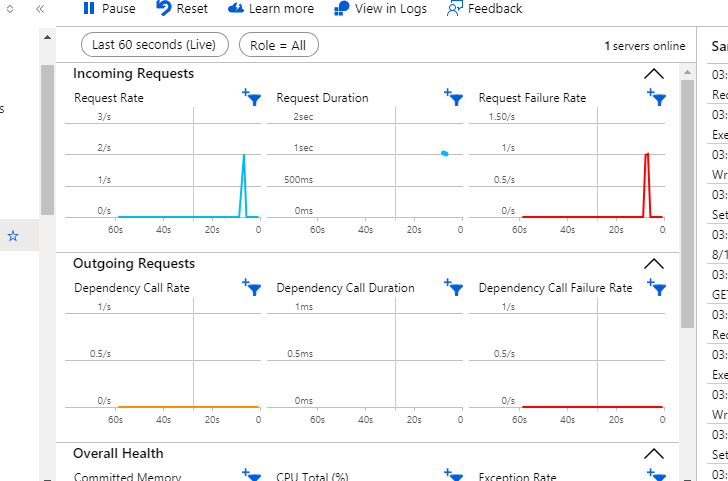 « Pause Reset Learn more View in Logs Feedback
Last 60 seconds (Live) Role = All 1 servers online
Incoming Requests
Request Rate Request Duration Request Failure Rate
3/s 2sec 1.50/s
2/s 1sec 1/s
1/s 500ms 0.5/s
0/s 0ms 0/s
60s 40s 20s 0 60s 40s 20s 0 60s 40s 20s 0:
Outgoing Requests
Dependency Call Rate Dependency Call Duration Dependency Call Failure Rate
1/s 1ms 1/s
0.5/s 0.5ms 0.5/s
0/s 0ms 0/s
60s 40s 20s 0 60s 40s 20s 0 60s 40s 20s 0:
Overall Health
Committed Memory CPU Total (%) Exception Rate
s
Sa
03:
Rec
03:
Exe
03:
Wr
03:
Set
03:
8/1
03:
GET
03:
Rec
03:
Exe
03:
Wr
03:
Set
03: